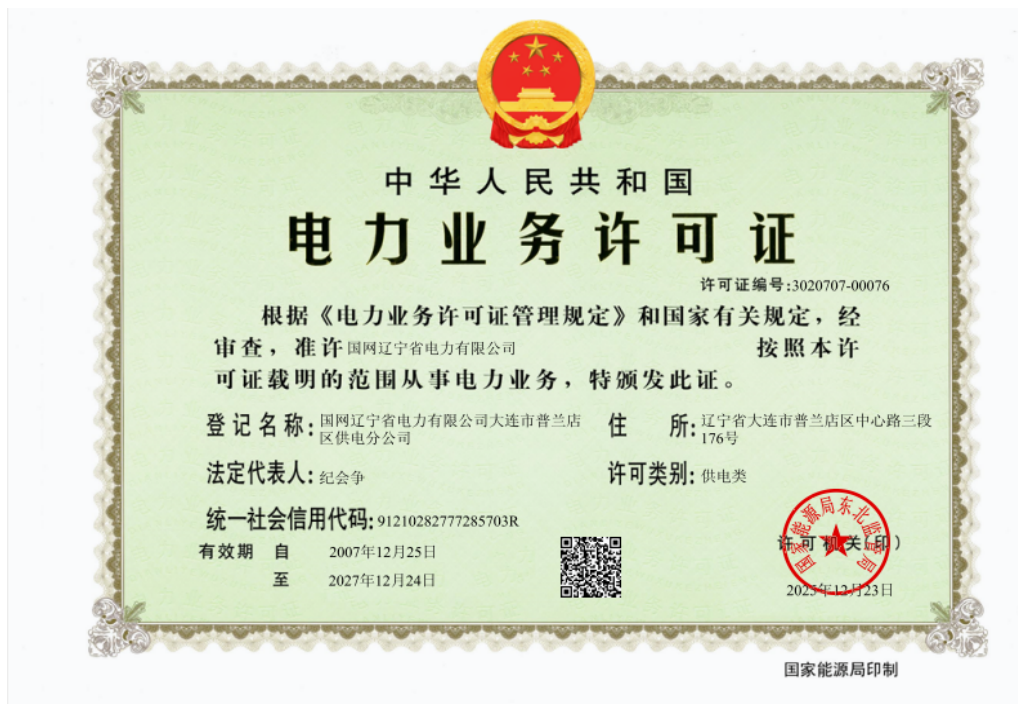 中华人民共和国
电力业务许可证
许可证编号:3020707-00076
根据《电力业务许可证管理规定》和国家有关规定，经
审查，准许国网辽宁省电力有限公司 按照本许
可证载明的范围从事电力业务，特颁发此证。
登记名称:国网辽宁省电力有限公司大连市普兰店
区供电分公司
住 所:辽宁省大连市普兰店区中心路三段
176号
法定代表人:纪会争
许可类别:供电类
统一社会信用代码:91210282777285703R
有效期 自 2007年12月25日
至 2027年12月24日
国家能源局东北监管局
许可机关(印)
2025年12月23日
国家能源局印制